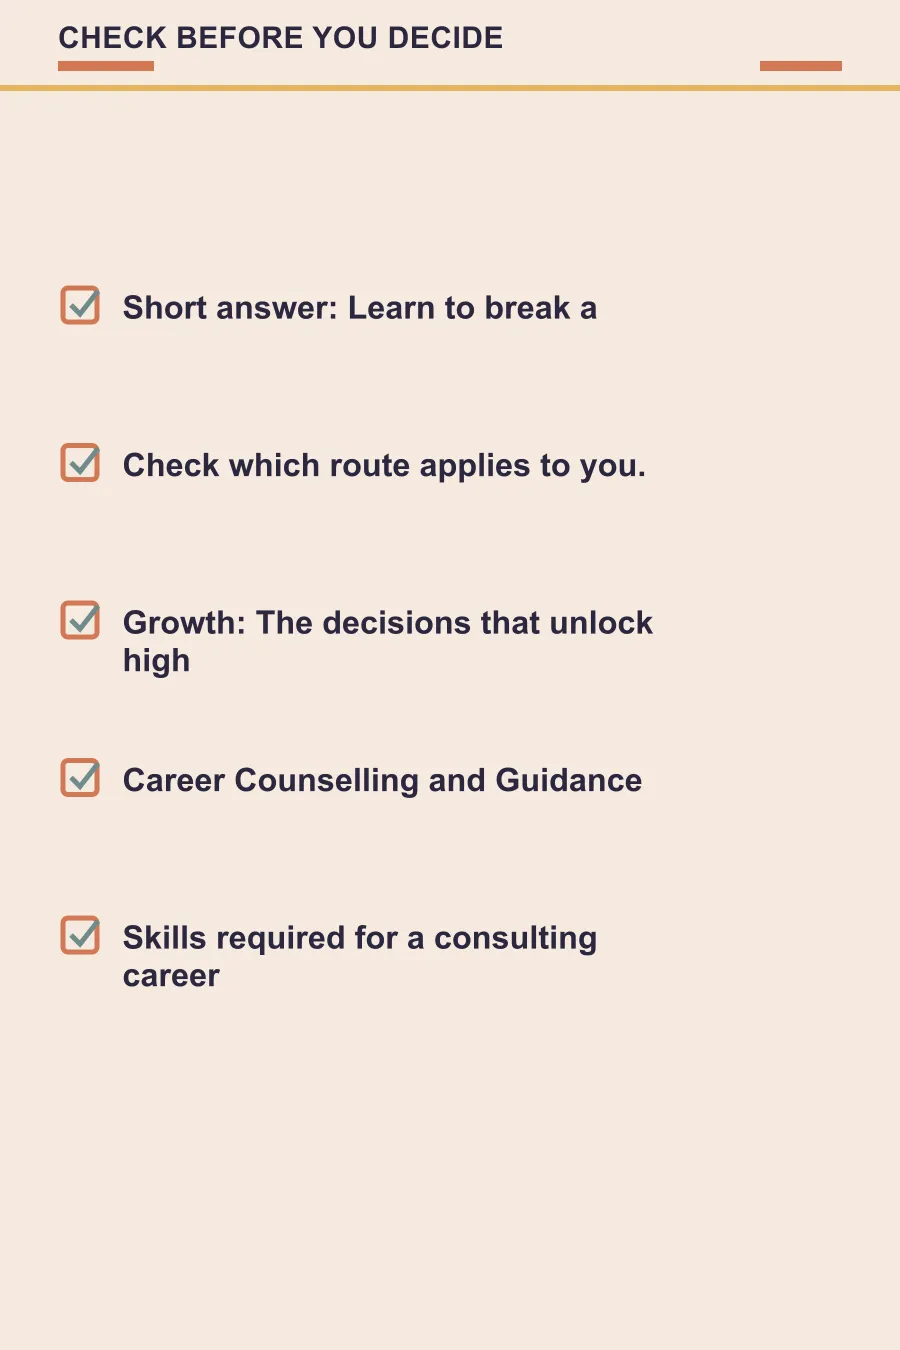 CHECK BEFORE YOU DECIDE
Short answer: Learn to break a
Check which route applies to you.
Growth: The decisions that unlock
high
Career Counselling and Guidance
Skills required for a consulting
career